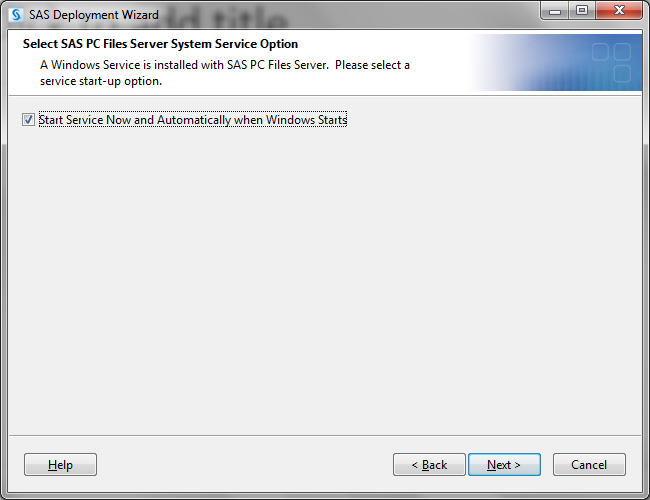 SAS Deployment Wizard
add title
Select SAS PC Files Server System Service Option
A Windows Service is installed with SAS PC Files Server.  Please select a
service start-up option.
Start Service Now and Automatically when Windows Starts
Help
< Back
Next >
Cancel